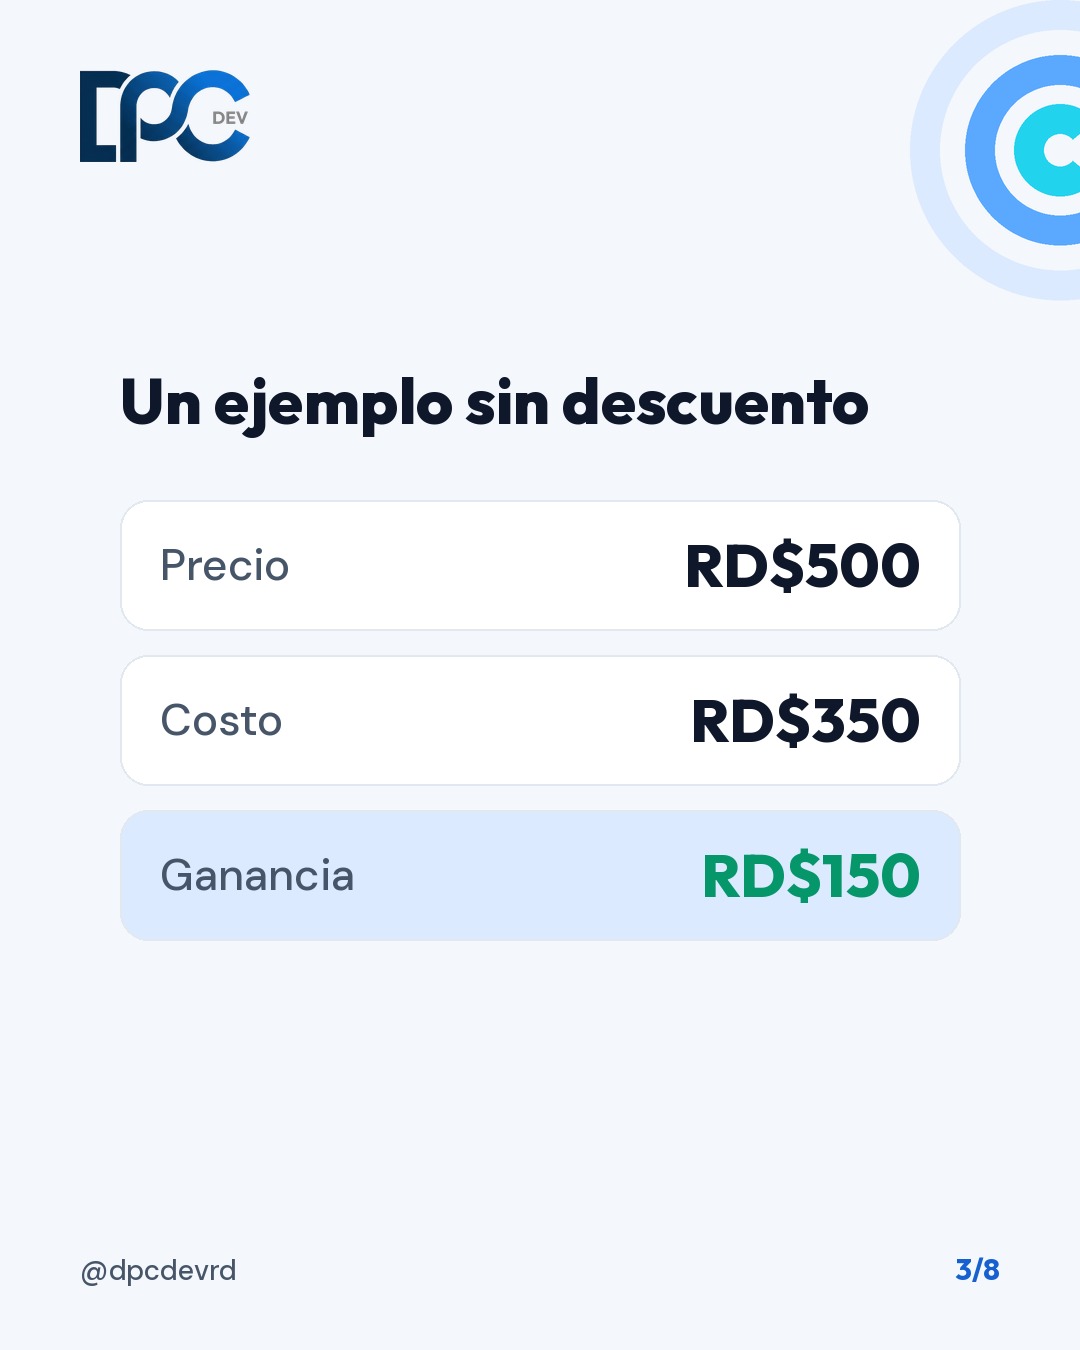 DPC
DEV
Un ejemplo sin descuento
Precio RD$500
Costo RD$350
Ganancia RD$150
@dpcdevrd
3/8